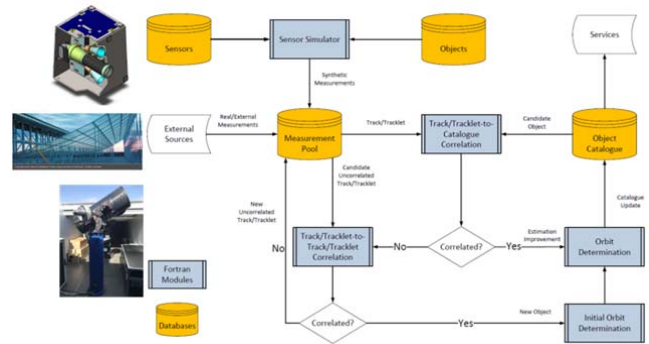 Sensors
Sensor Simulator
Objects
Services
Synthetic
Measurements
External
Sources
Real/External
Measurements
Measurement
Pool
Track/Tracklet
Track/Tracklet-to-
Catalogue
Correlation
Candidate
Object
Object
Catalogue
Candidate
Uncorrelated
Track/Tracklet
New
Uncorrelated
Track/Tracklet
Catalogue
Update
No
Track/Tracklet-to-
Track/Tracklet
Correlation
No
Correlated?
Yes
Estimation
Improvement
Orbit
Determination
Fortran
Modules
Databases
Correlated?
Yes
New Object
Initial Orbit
Determination